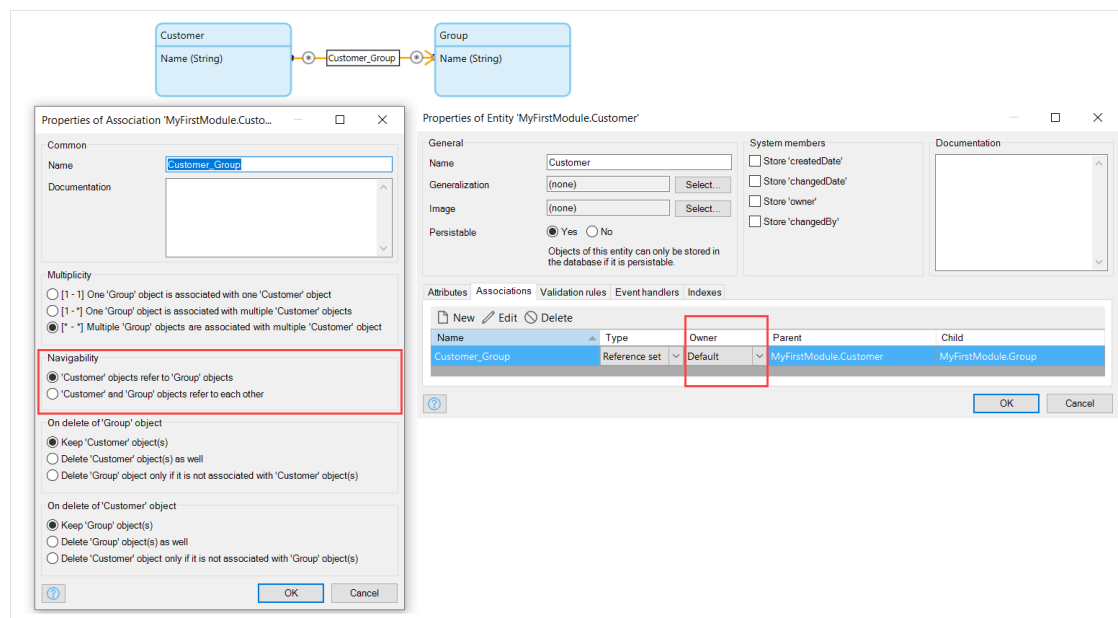 Customer
Name (String)
Customer_Group
Group
Name (String)
Properties of Association 'MyFirstModule.Custo...
Common
Name
Customer_Group
Documentation
Multiplicity
[1 - 1] One 'Group' object is associated with one 'Customer' object
[1 - *] One 'Group' object is associated with multiple 'Customer' objects
[* - *] Multiple 'Group' objects are associated with multiple 'Customer' object
Navigability
'Customer' objects refer to 'Group' objects
'Customer' and 'Group' objects refer to each other
On delete of 'Group' object
Keep 'Customer' object(s)
Delete 'Customer' object(s) as well
Delete 'Group' object only if it is not associated with 'Customer' object(s)
On delete of 'Customer' object
Keep 'Group' object(s)
Delete 'Group' object(s) as well
Delete 'Customer' object only if it is not associated with 'Group' object(s)
OK Cancel
Properties of Entity 'MyFirstModule.Customer'
General
Name Customer
Generalization (none) Select...
Image (none) Select...
Persistable Yes No
Objects of this entity can only be stored in
the database if it is persistable.
System members
Store 'createdDate'
Store 'changedDate'
Store 'owner'
Store 'changedBy'
Documentation
Attributes Associations Validation rules Event handlers Indexes
New Edit Delete
Name Type Owner Parent Child
Customer_Group Reference set Default MyFirstModule.Customer MyFirstModule.Group
OK Cancel